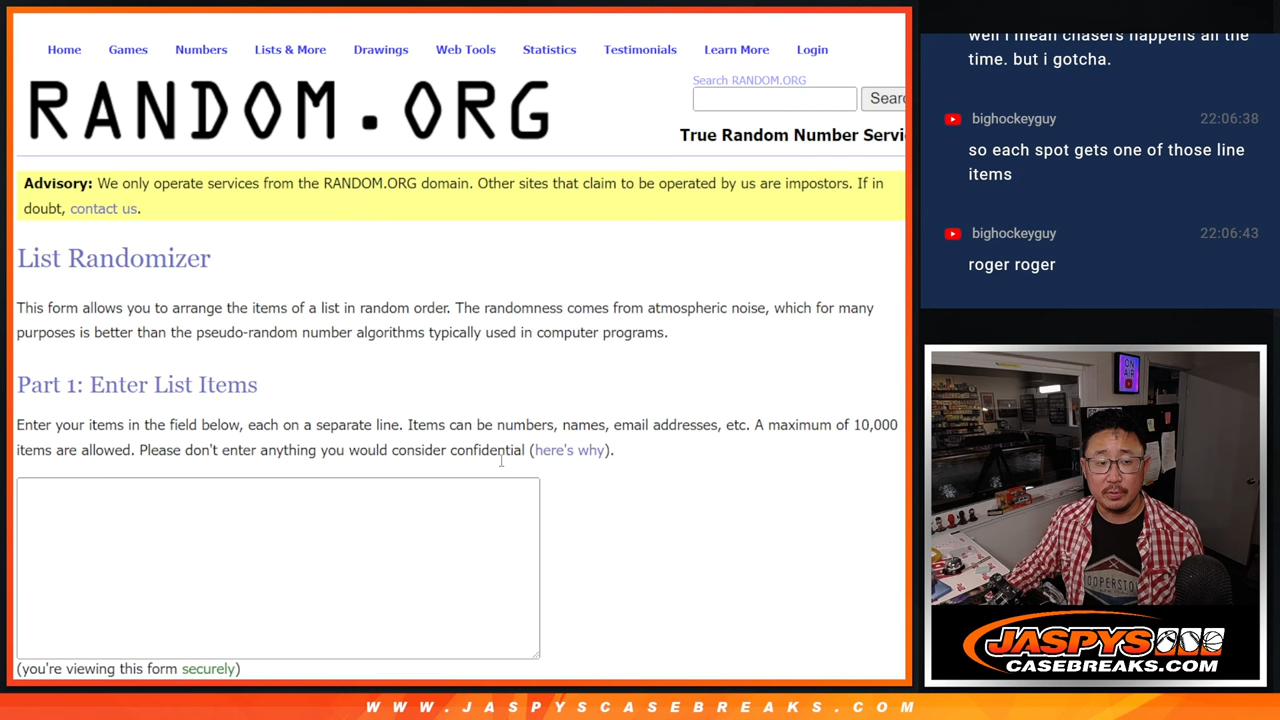 Home Games Numbers Lists & More Drawings Web Tools Statistics Testimonials Learn More Login
RANDOM.ORG
Search RANDOM.ORG
Searc
True Random Number Servi
Advisory: We only operate services from the RANDOM.ORG domain. Other sites that claim to be operated by us are impostors. If in
doubt, contact us.
List Randomizer
This form allows you to arrange the items of a list in random order. The randomness comes from atmospheric noise, which for many
purposes is better than the pseudo-random number algorithms typically used in computer programs.
Part 1: Enter List Items
Enter your items in the field below, each on a separate line. Items can be numbers, names, email addresses, etc. A maximum of 10,000
items are allowed. Please don't enter anything you would consider confidential (here's why).
(you're viewing this form securely)
well i mean chasers happens all the
time. but i gotcha.
bighockeyguy 22:06:38
so each spot gets one of those line
items
bighockeyguy 22:06:43
roger roger
ON
AIR
JASPYS
CASEBREAKS.COM
WWW.JASPYSCASEBREAKS.COM